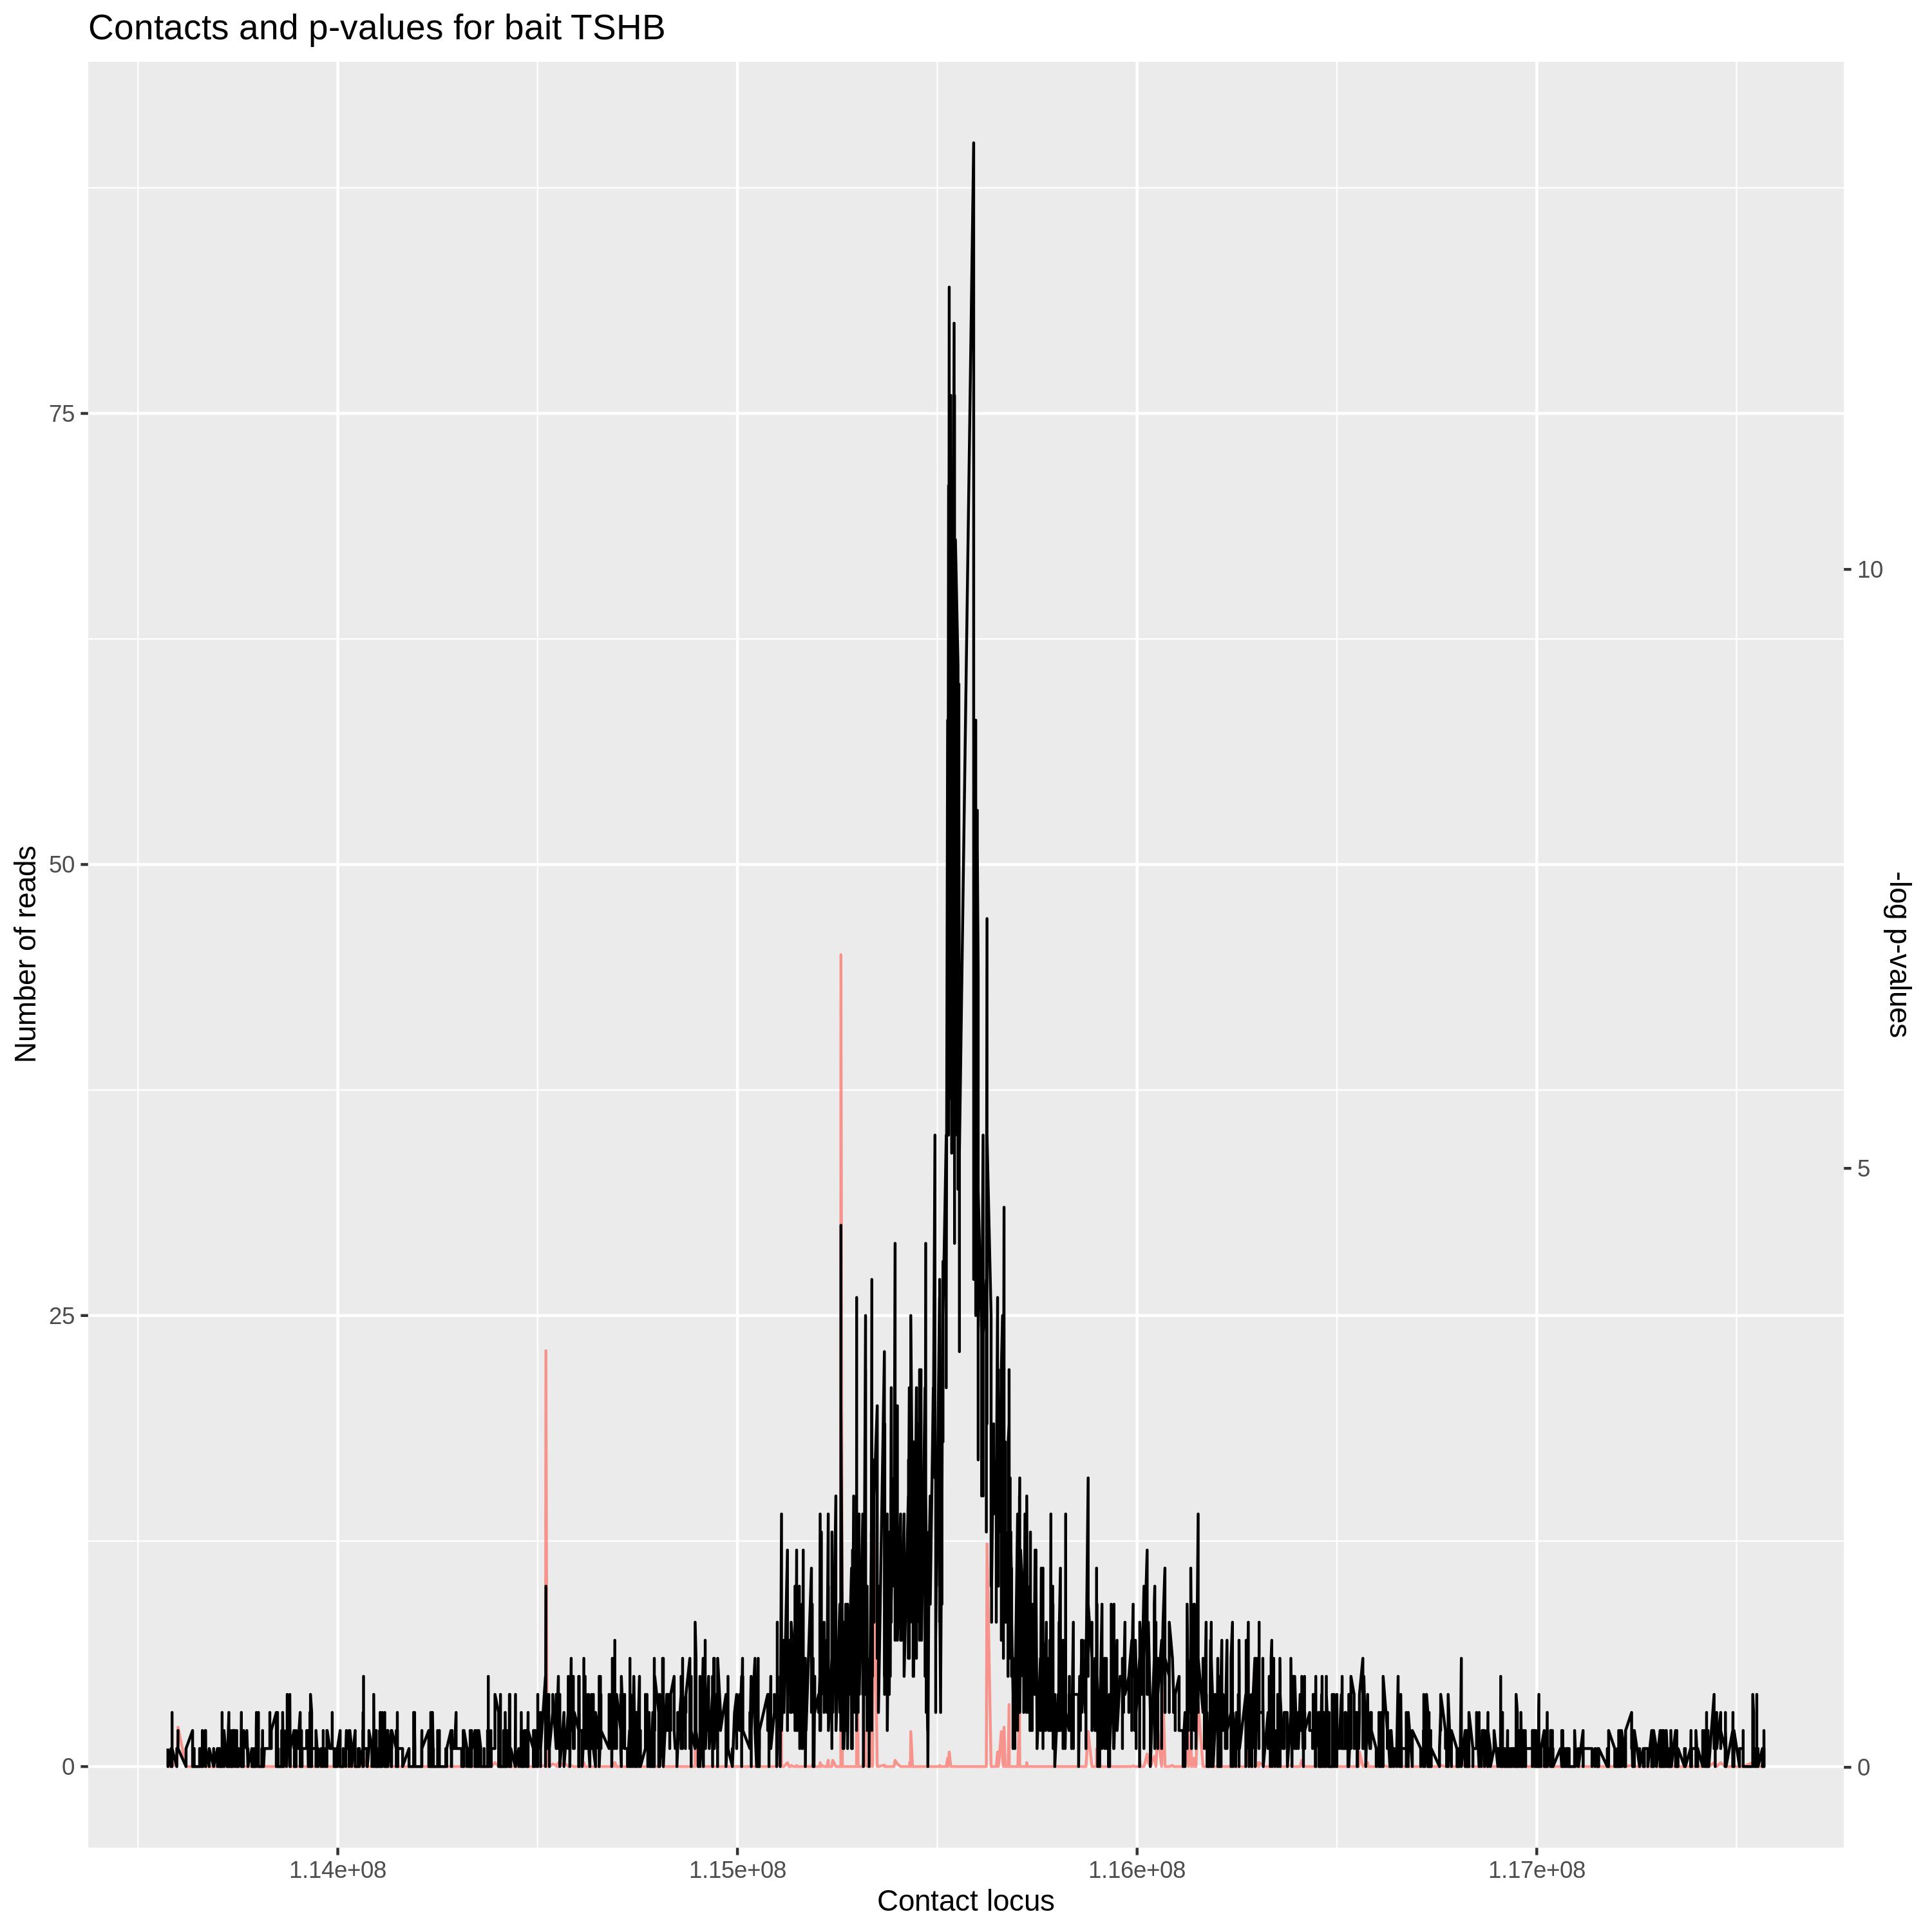 Contacts and p-values for bait TSHB
Number of reads
75
50
25
0
10
5
0
-log p-values
1.14e+08 1.15e+08 1.16e+08 1.17e+08
Contact locus